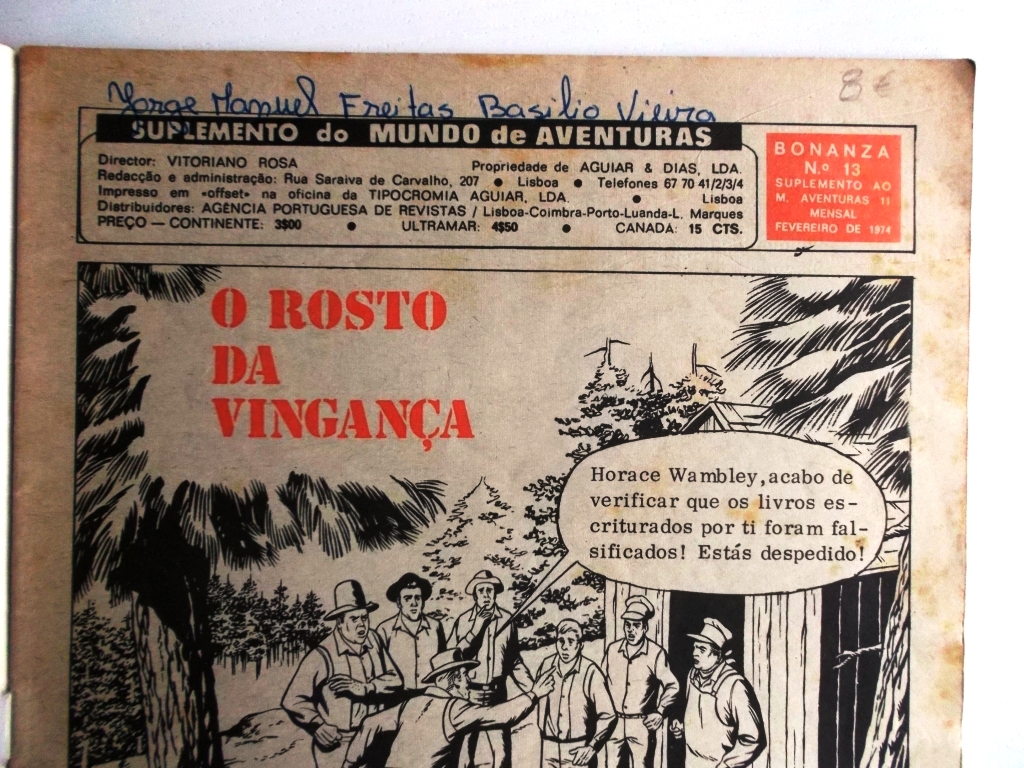 Jorge Manuel Freitas Basilio Vieira
8€
SUPLEMENTO do MUNDO de AVENTURAS
Director: VITORIANO ROSA Propriedade de AGUIAR & DIAS, LDA.
Redacção e administração: Rua Saraiva de Carvalho, 207 ● Lisboa ● Telefones 67 70 41/2/3/4
Impresso em «offset» na oficina da TIPOCROMIA AGUIAR, LDA. ● Lisboa
Distribuidores: AGÊNCIA PORTUGUESA DE REVISTAS / Lisboa-Coimbra-Porto-Luanda-L. Marques
PREÇO — CONTINENTE: 3$00 ● ULTRAMAR: 4$50 ● CANADA: 15 CTS.
BONANZA
N.º 13
SUPLEMENTO AO
M. AVENTURAS 11
MENSAL
FEVEREIRO DE 1974
O ROSTO
DA
VINGANÇA
Horace Wambley, acabo de
verificar que os livros es-
criturados por ti foram fal-
sificados! Estás despedido!